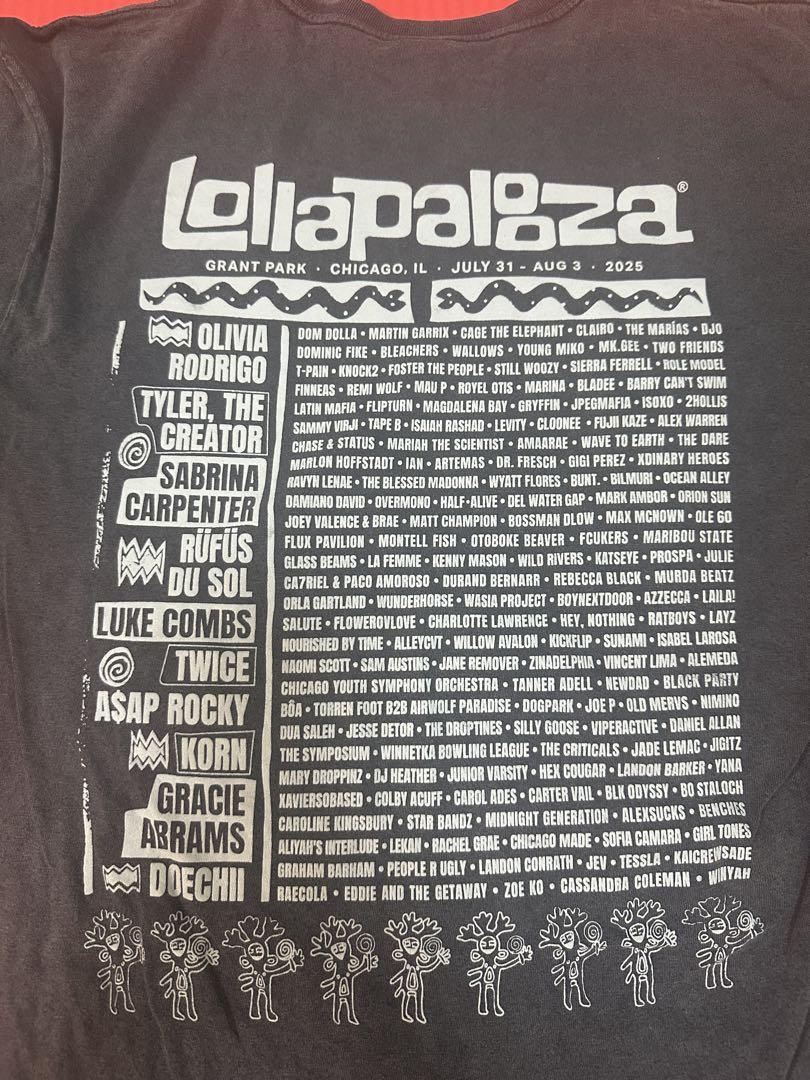 Lollapalooza®
GRANT PARK · CHICAGO, IL · JULY 31 - AUG 3 · 2025
OLIVIA
RODRIGO
TYLER, THE
CREATOR
SABRINA
CARPENTER
RÜFÜS
DU SOL
LUKE COMBS
TWICE
A$AP ROCKY
KORN
GRACIE
ABRAMS
DOECHII
DOM DOLLA • MARTIN GARRIX • CAGE THE ELEPHANT • CLAIRO • THE MARÍAS • DJO
DOMINIC FIKE • BLEACHERS • WALLOWS • YOUNG MIKO • MK.GEE • TWO FRIENDS
T-PAIN • KNOCK2 • FOSTER THE PEOPLE • STILL WOOZY • SIERRA FERRELL • ROLE MODEL
FINNEAS • REMI WOLF • MAU P • ROYEL OTIS • MARINA • BLADEE • BARRY CAN'T SWIM
LATIN MAFIA • FLIPTURN • MAGDALENA BAY • GRYFFIN • JPEGMAFIA • ISOXO • 2HOLLIS
SAMMY VIRJI • TAPE B • ISAIAH RASHAD • LEVITY • CLOONEE • FUJII KAZE • ALEX WARREN
CHASE & STATUS • MARIAH THE SCIENTIST • AMAARAE • WAVE TO EARTH • THE DARE
MARLON HOFFSTADT • IAN • ARTEMAS • DR. FRESCH • GIGI PEREZ • XDINARY HEROES
RAVYN LENAE • THE BLESSED MADONNA • WYATT FLORES • BUNT. • BILMURI • OCEAN ALLEY
DAMIANO DAVID • OVERMONO • HALF•ALIVE • DEL WATER GAP • MARK AMBOR • ORION SUN
JOEY VALENCE & BRAE • MATT CHAMPION • BOSSMAN DLOW • MAX MCNOWN • OLE 60
FLUX PAVILION • MONTELL FISH • OTOBOKE BEAVER • FCUKERS • MARIBOU STATE
GLASS BEAMS • LA FEMME • KENNY MASON • WILD RIVERS • KATSEYE • PROSPA • JULIE
CA7RIEL & PACO AMOROSO • DURAND BERNARR • REBECCA BLACK • MURDA BEATZ
ORLA GARTLAND • WUNDERHORSE • WASIA PROJECT • BOYNEXTDOOR • AZZECCA • LAILA!
SALUTE • FLOWEROVLOVE • CHARLOTTE LAWRENCE • HEY, NOTHING • RATBOYS • LAYZ
NOURISHED BY TIME • ALLEYCVT • WILLOW AVALON • KICKFLIP • SUNAMI • ISABEL LAROSA
NAOMI SCOTT • SAM AUSTINS • JANE REMOVER • ZINADELPHIA • VINCENT LIMA • ALEMEDA
CHICAGO YOUTH SYMPHONY ORCHESTRA • TANNER ADELL • NEWDAD • BLACK PARTY
BÔA • TORREN FOOT B2B AIRWOLF PARADISE • DOGPARK • JOE P • OLD MERVS • NIMINO
DUA SALEH • JESSE DETOR • THE DROPTINES • SILLY GOOSE • VIPERACTIVE • DANIEL ALLAN
THE SYMPOSIUM • WINNETKA BOWLING LEAGUE • THE CRITICALS • JADE LEMAC • JIGITZ
MARY DROPPINZ • DJ HEATHER • JUNIOR VARSITY • HEX COUGAR • LANDON BARKER • YANA
XAVIERSOBASED • COLBY ACUFF • CAROL ADES • CARTER VAIL • BLK ODYSSY • BO STALOCH
CAROLINE KINGSBURY • STAR BANDZ • MIDNIGHT GENERATION • ALEXSUCKS • BENCHES
ALIYAH'S INTERLUDE • LEKAN • RACHEL GRAE • CHICAGO MADE • SOFIA CAMARA • GIRL TONES
GRAHAM BARHAM • PEOPLE R UGLY • LANDON CONRATH • JEV • TESSLA • KAICREWSADE
RAECOLA • EDDIE AND THE GETAWAY • ZOE KO • CASSANDRA COLEMAN • WINYAH